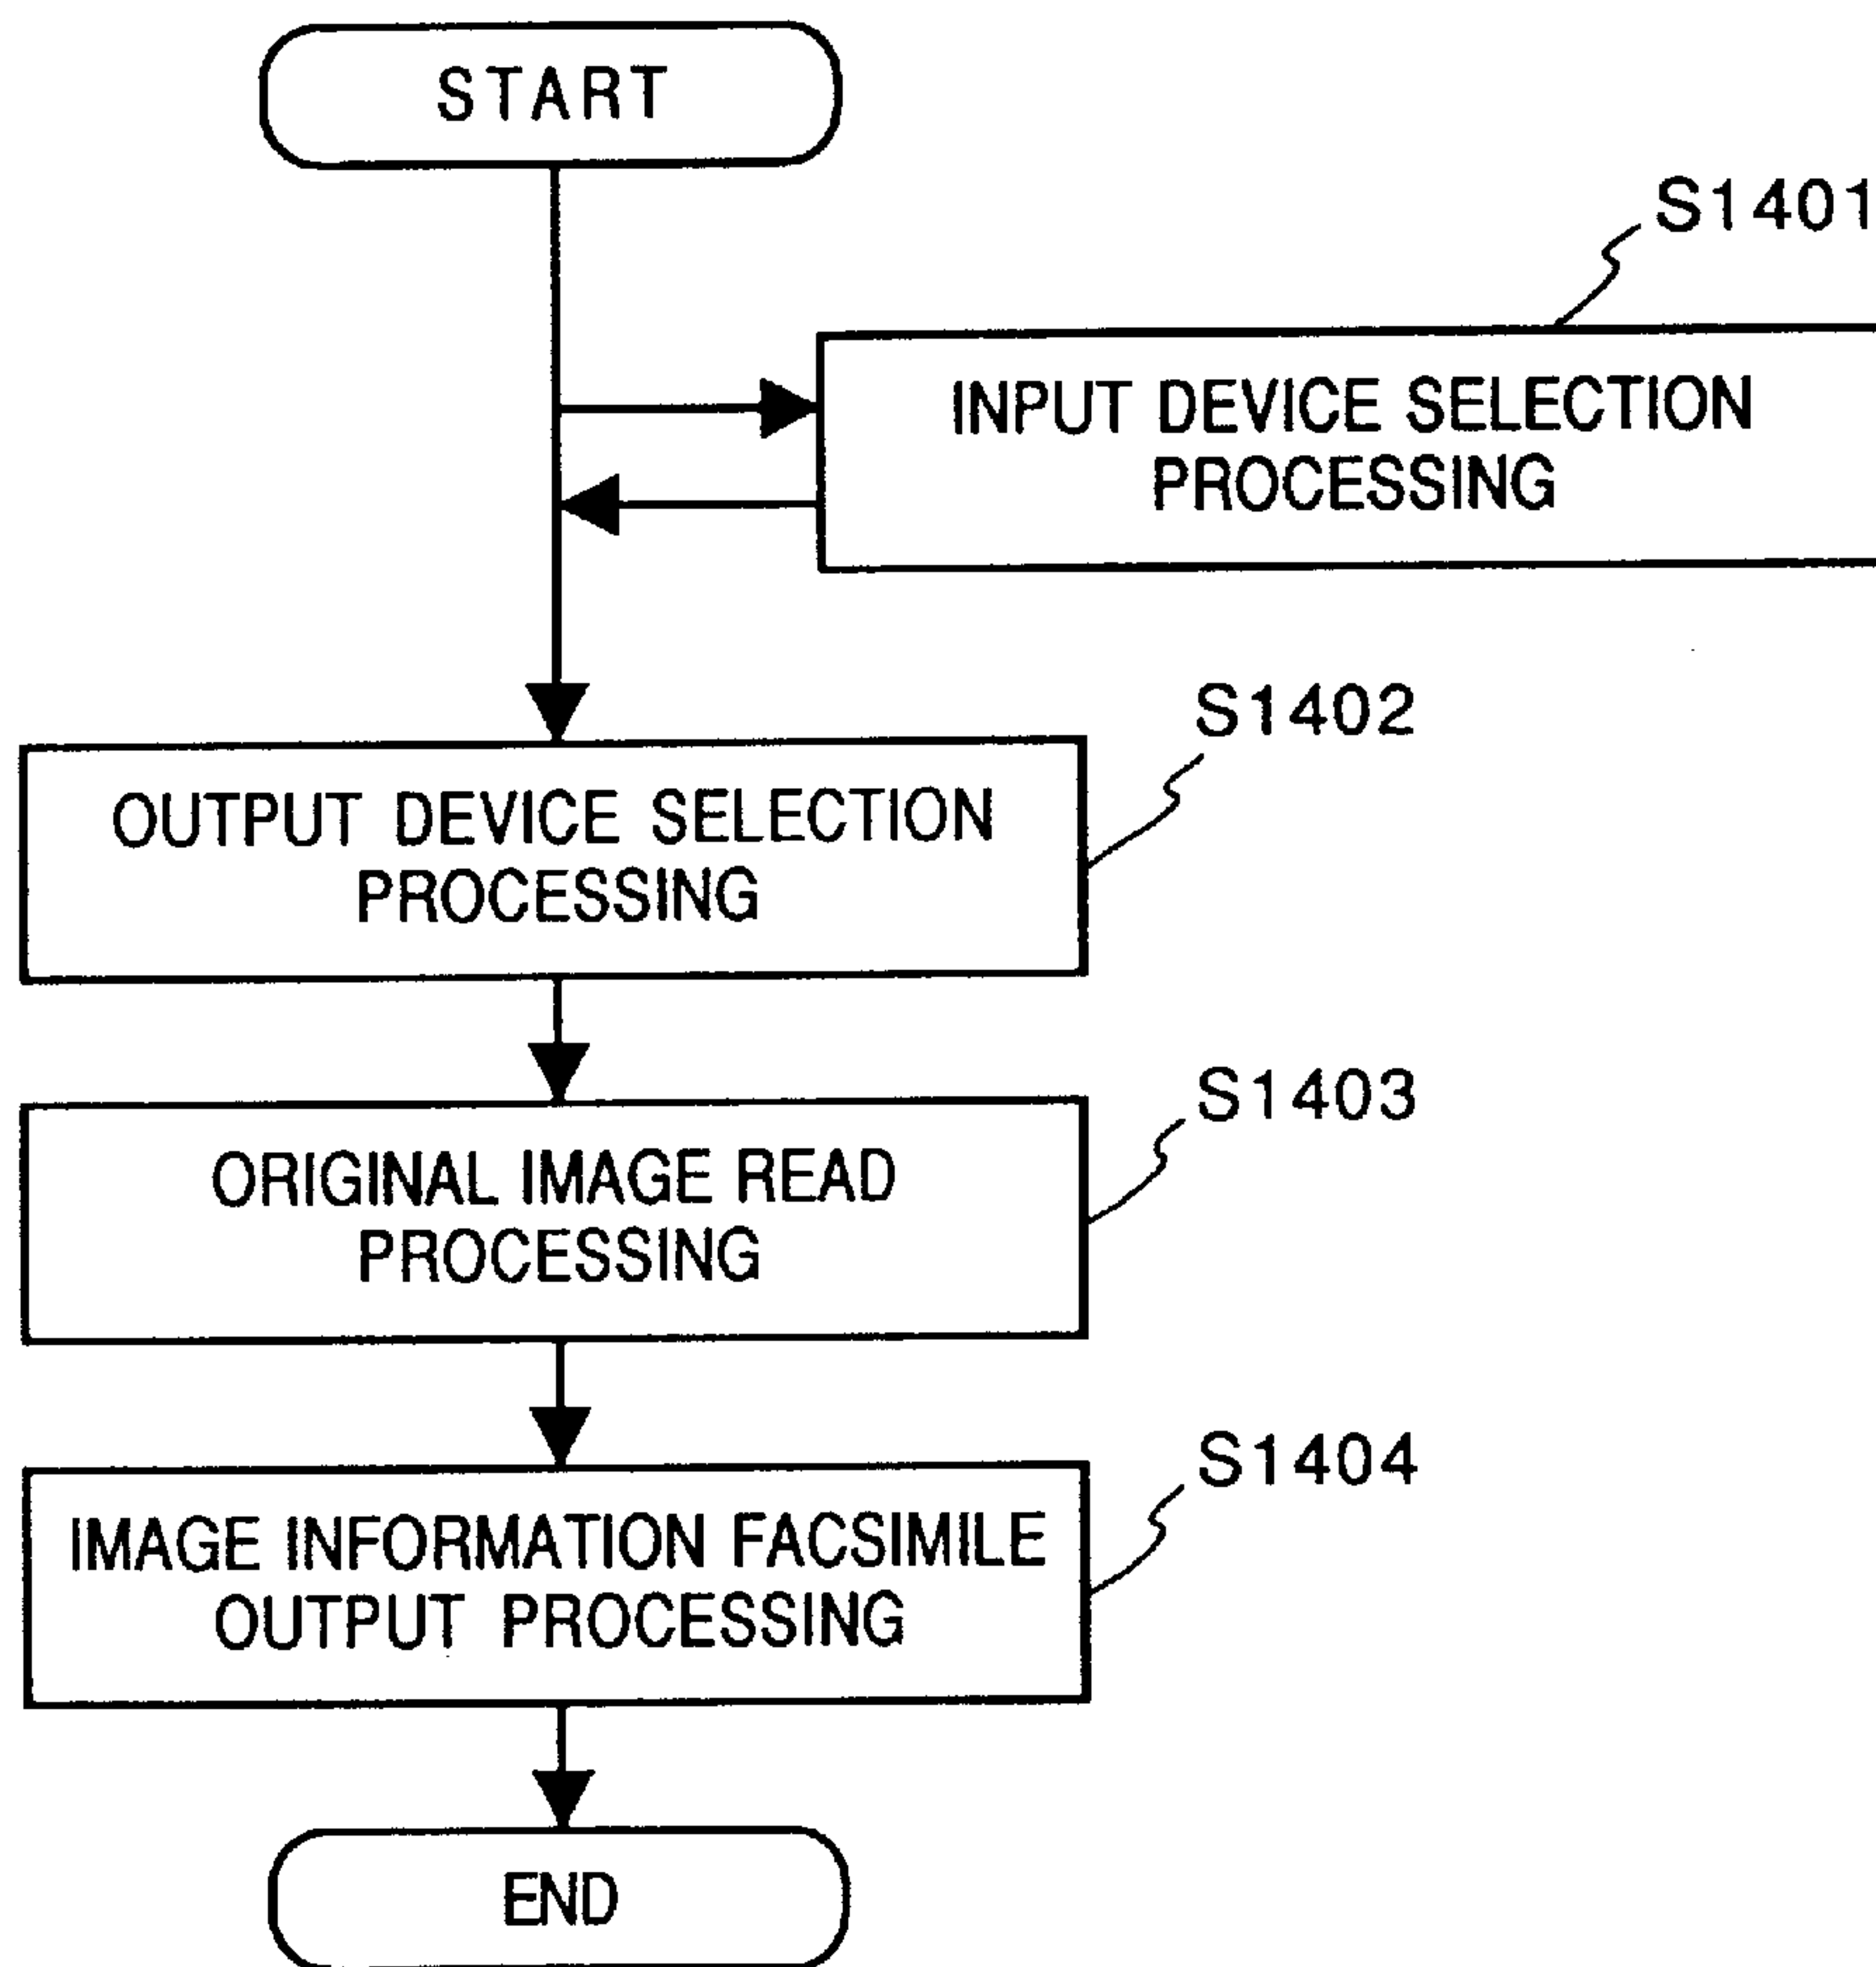 START
S1401
INPUT DEVICE SELECTION
PROCESSING
S1402
OUTPUT DEVICE SELECTION
PROCESSING
S1403
ORIGINAL IMAGE READ
PROCESSING
S1404
IMAGE INFORMATION FACSIMILE
OUTPUT PROCESSING
END